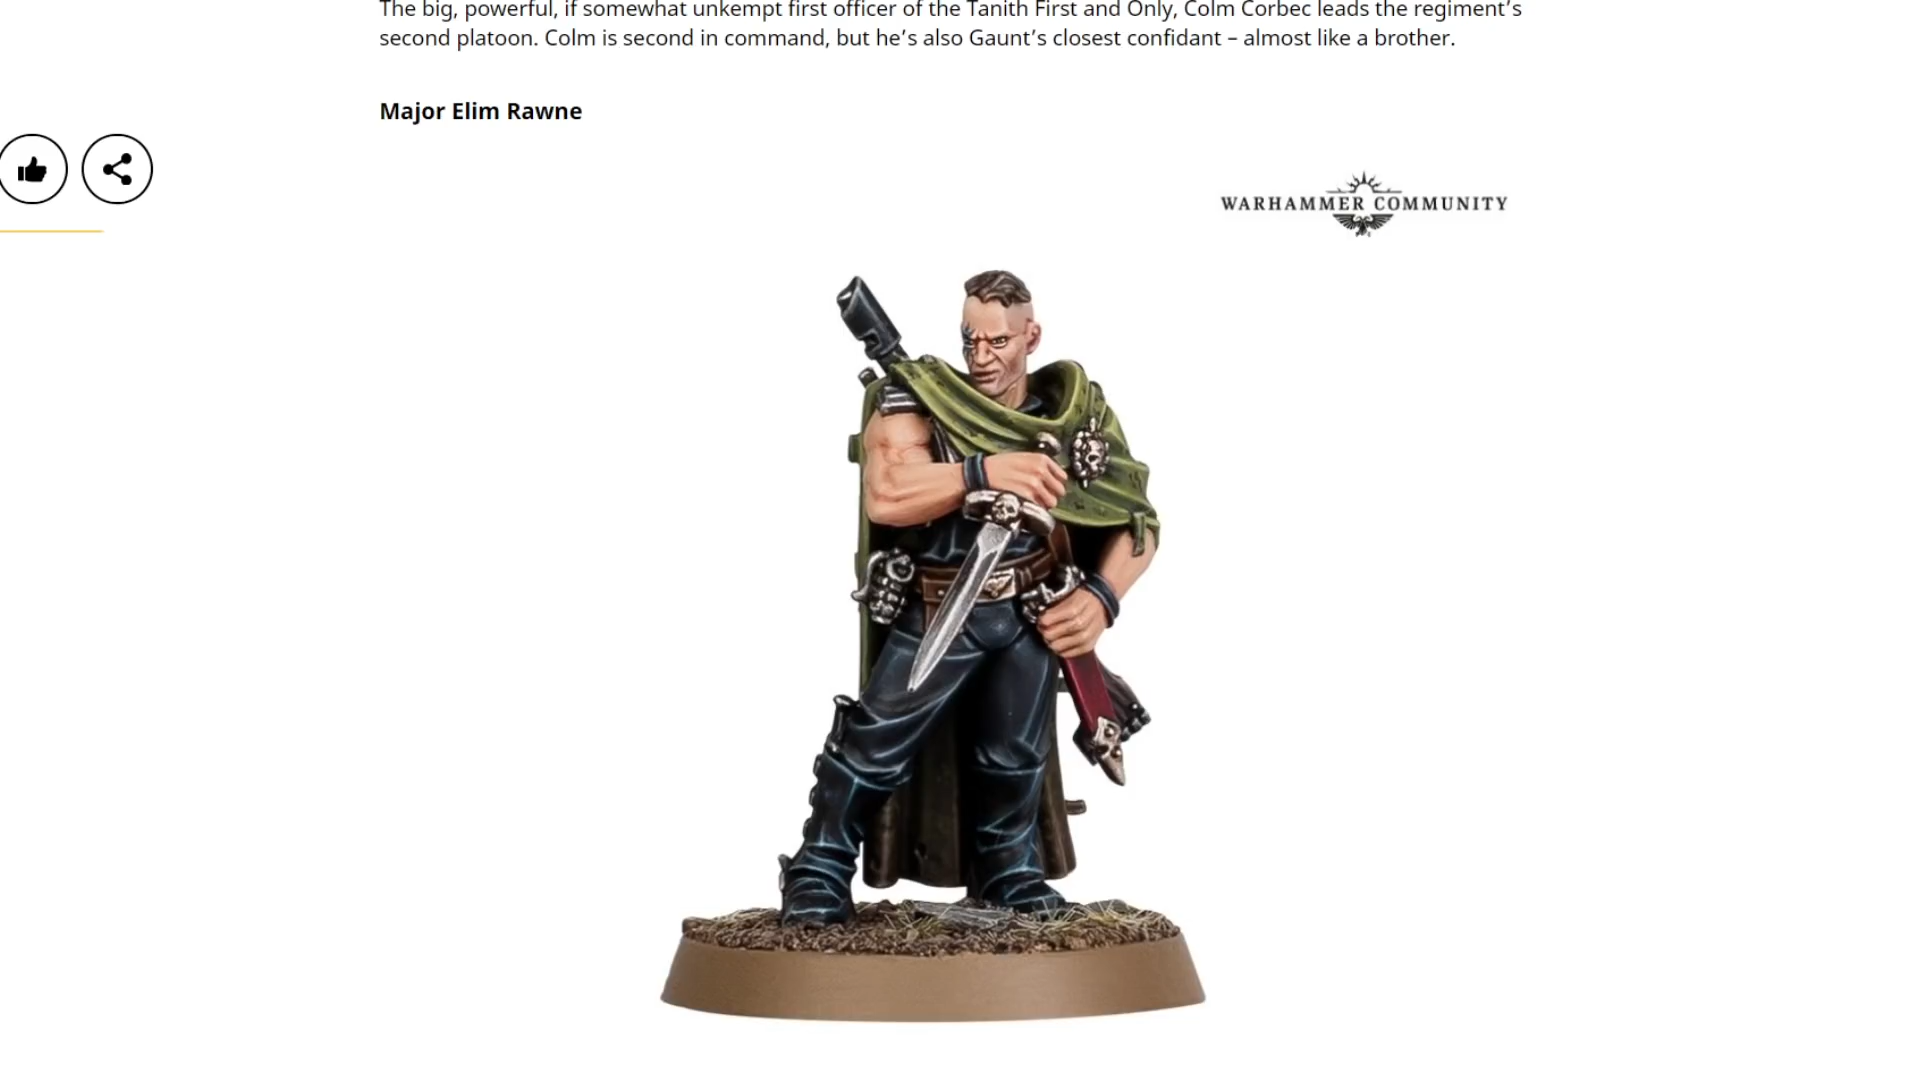 The big, powerful, if somewhat unkempt first officer of the Tanith First and Only, Colm Corbec leads the regiment’s
second platoon. Colm is second in command, but he’s also Gaunt’s closest confidant – almost like a brother.
Major Elim Rawne
WARHAMMER COMMUNITY